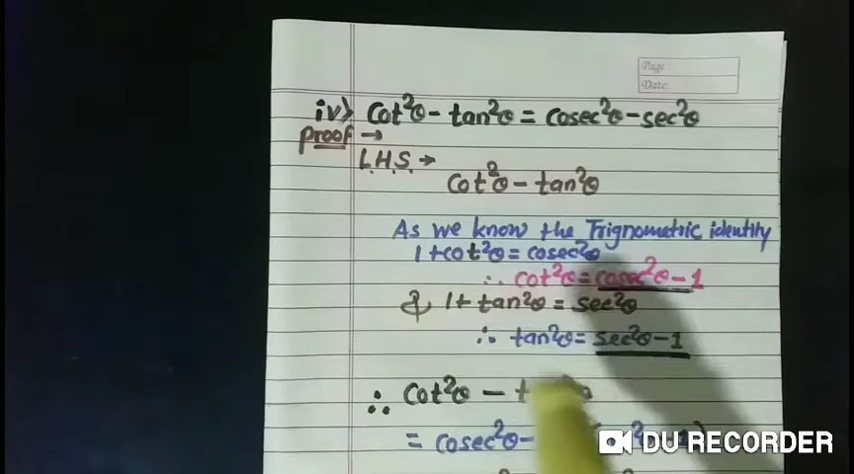 Page:
Date:
iv) Cot²θ - tan²θ = cosec²θ - sec²θ
proof →
L.H.S. →
Cot²θ - tan²θ
As we know the Trignometric identity
1 + cot²θ = cosec²θ
∴ cot²θ = cosec²θ - 1
& 1 + tan²θ = sec²θ
∴ tan²θ = sec²θ - 1
∴ Cot²θ -
= cosec²θ -
DU RECORDER